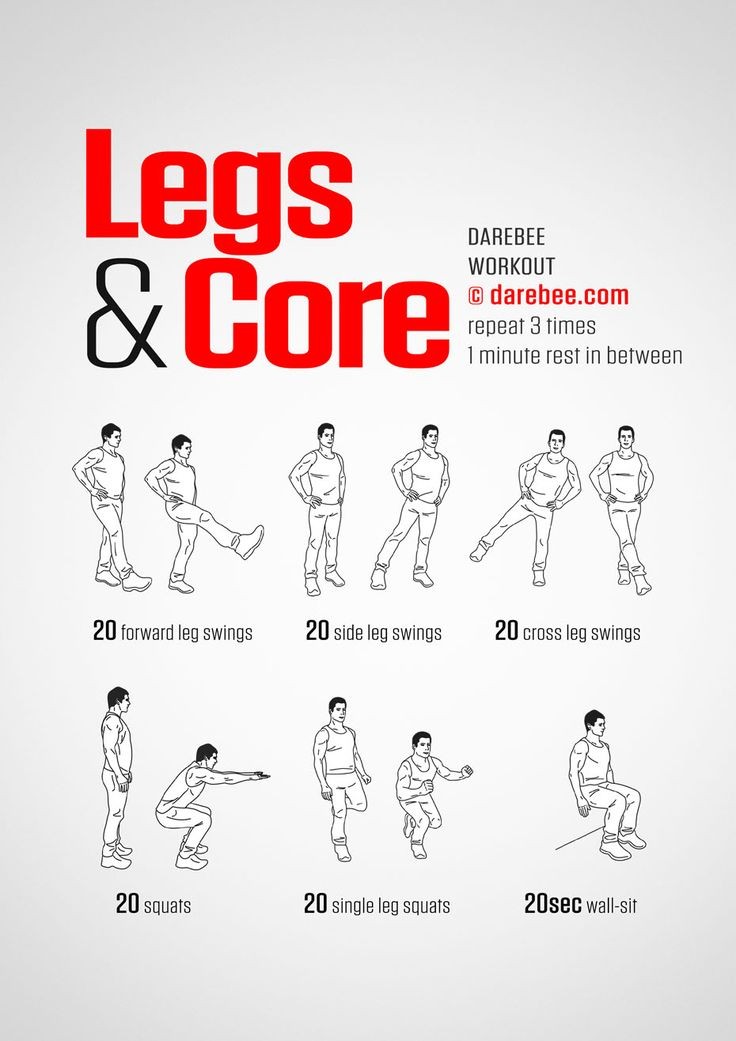 Legs
& Core
DAREBEE
WORKOUT
© darebee.com
repeat 3 times
1 minute rest in between
20 forward leg swings
20 side leg swings
20 cross leg swings
20 squats
20 single leg squats
20sec wall-sit